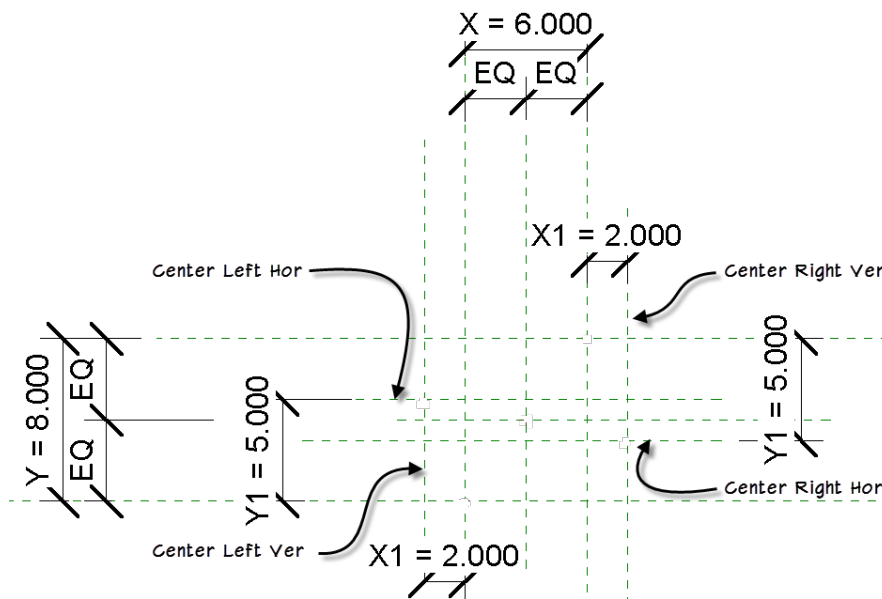 X = 6.000
EQ EQ
X1 = 2.000
Center Left Hor
Center Right Ver
Y = 8.000
EQ
EQ
Y1 = 5.000
Y1 = 5.000
Center Right Hor
Center Left Ver
X1 = 2.000